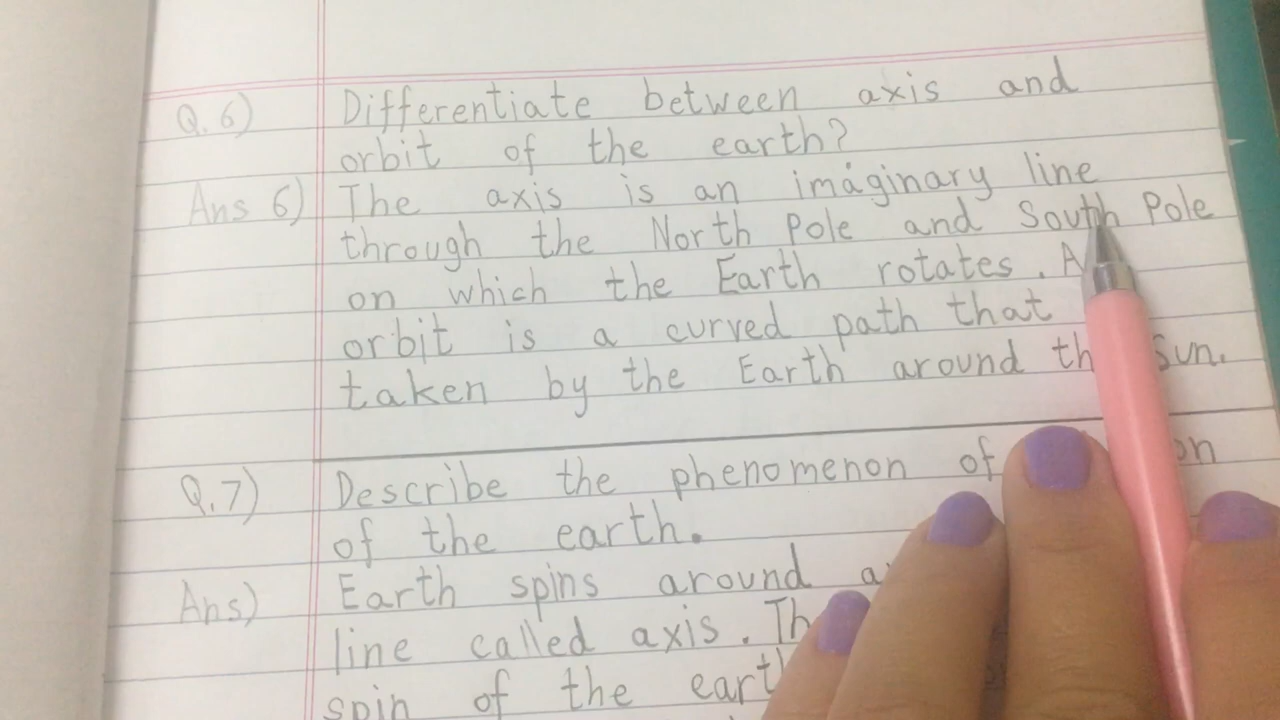 Q.6) Differentiate between axis and
orbit of the earth?
Ans 6) The axis is an imaginary line
through the North Pole and South Pole
on which the Earth rotates.
orbit is a curved path that
taken by the Earth around Sun.
Q.7) Describe the phenomenon of
of the earth.
Ans) Earth spins around
line called axis.
spin of the